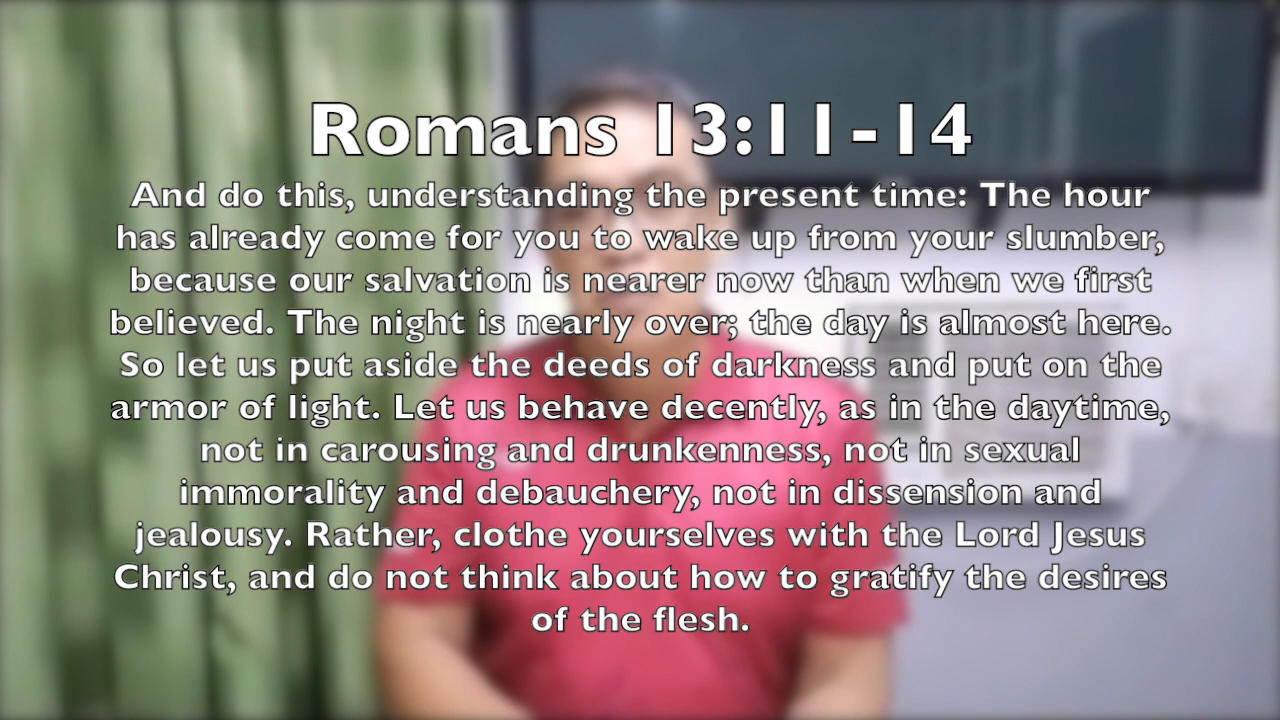 Romans 13:11-14
And do this, understanding the present time: The hour
has already come for you to wake up from your slumber,
because our salvation is nearer now than when we first
believed. The night is nearly over; the day is almost here.
So let us put aside the deeds of darkness and put on the
armor of light. Let us behave decently, as in the daytime,
not in carousing and drunkenness, not in sexual
immorality and debauchery, not in dissension and
jealousy. Rather, clothe yourselves with the Lord Jesus
Christ, and do not think about how to gratify the desires
of the flesh.